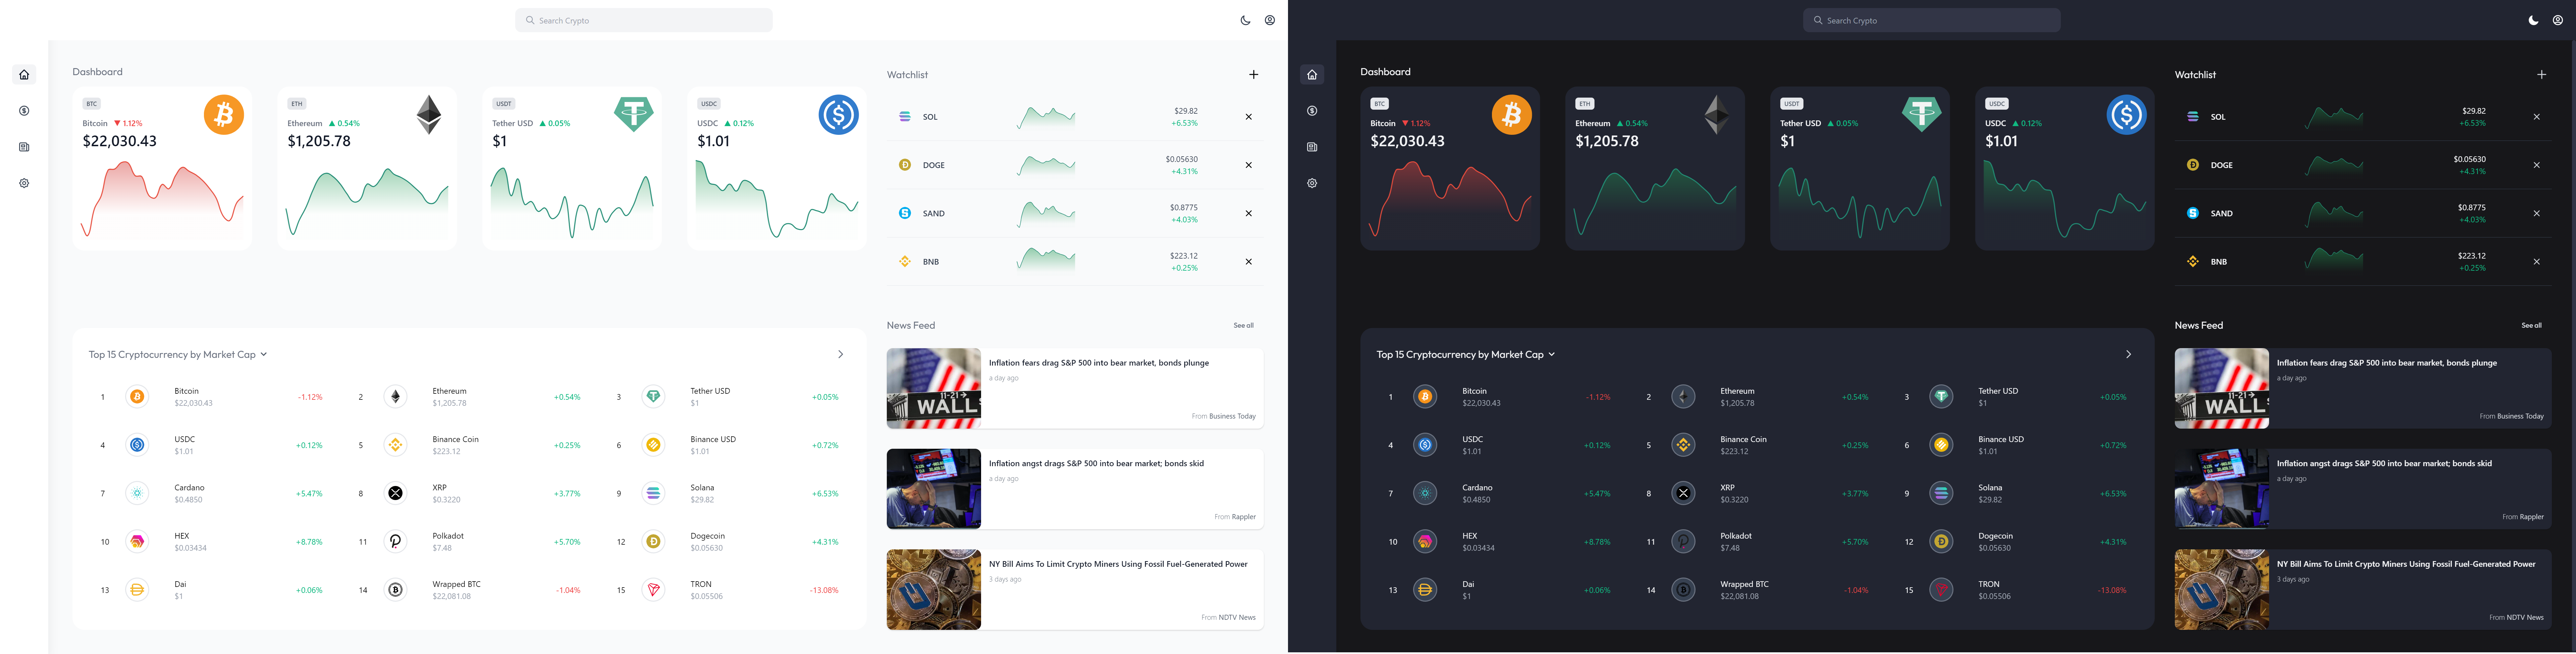 Search Crypto
Dashboard
BTC
Bitcoin ▼ 1.12%
$22,030.43
ETH
Ethereum ▲ 0.54%
$1,205.78
USDT
Tether USD ▲ 0.05%
$1
USDC
USDC ▲ 0.12%
$1.01
Watchlist
SOL
$29.82
+6.53%
DOGE
$0.05630
+4.31%
SAND
$0.8775
+4.03%
BNB
$223.12
+0.25%
Top 15 Cryptocurrency by Market Cap
1 Bitcoin -1.12%
$22,030.43
2 Ethereum +0.54%
$1,205.78
3 Tether USD +0.05%
$1
4 USDC +0.12%
$1.01
5 Binance Coin +0.25%
$223.12
6 Binance USD +0.72%
$1.01
7 Cardano +5.47%
$0.4850
8 XRP +3.77%
$0.3220
9 Solana +6.53%
$29.82
10 HEX +8.78%
$0.03434
11 Polkadot +5.70%
$7.48
12 Dogecoin +4.31%
$0.05630
13 Dai +0.06%
$1
14 Wrapped BTC -1.04%
$22,081.08
15 TRON -13.08%
$0.05506
News Feed
See all
11-21
WALL
Inflation fears drag S&P 500 into bear market, bonds plunge
a day ago
From Business Today
Inflation angst drags S&P 500 into bear market; bonds skid
a day ago
From Rappler
NY Bill Aims To Limit Crypto Miners Using Fossil Fuel-Generated Power
3 days ago
From NDTV News
Search Crypto
Dashboard
BTC
Bitcoin ▼ 1.12%
$22,030.43
ETH
Ethereum ▲ 0.54%
$1,205.78
USDT
Tether USD ▲ 0.05%
$1
USDC
USDC ▲ 0.12%
$1.01
Watchlist
SOL
$29.82
+6.53%
DOGE
$0.05630
+4.31%
SAND
$0.8775
+4.03%
BNB
$223.12
+0.25%
Top 15 Cryptocurrency by Market Cap
1 Bitcoin -1.12%
$22,030.43
2 Ethereum +0.54%
$1,205.78
3 Tether USD +0.05%
$1
4 USDC +0.12%
$1.01
5 Binance Coin +0.25%
$223.12
6 Binance USD +0.72%
$1.01
7 Cardano +5.47%
$0.4850
8 XRP +3.77%
$0.3220
9 Solana +6.53%
$29.82
10 HEX +8.78%
$0.03434
11 Polkadot +5.70%
$7.48
12 Dogecoin +4.31%
$0.05630
13 Dai +0.06%
$1
14 Wrapped BTC -1.04%
$22,081.08
15 TRON -13.08%
$0.05506
News Feed
See all
11-21
WALL
Inflation fears drag S&P 500 into bear market, bonds plunge
a day ago
From Business Today
Inflation angst drags S&P 500 into bear market; bonds skid
a day ago
From Rappler
NY Bill Aims To Limit Crypto Miners Using Fossil Fuel-Generated Power
3 days ago
From NDTV News